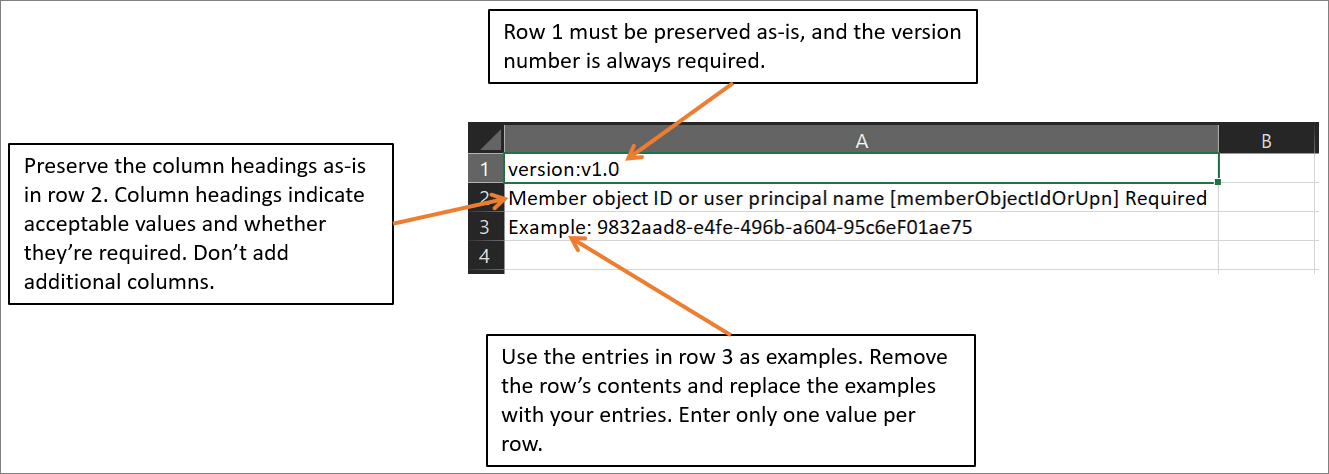 Row 1 must be preserved as-is, and the version
number is always required.
A
B
1
version:v1.0
2
Member object ID or user principal name [memberObjectIdOrUpn] Required
3
Example: 9832aad8-e4fe-496b-a604-95c6eF01ae75
4
Preserve the column headings as-is
in row 2. Column headings indicate
acceptable values and whether
they’re required. Don’t add
additional columns.
Use the entries in row 3 as examples. Remove
the row’s contents and replace the examples
with your entries. Enter only one value per
row.